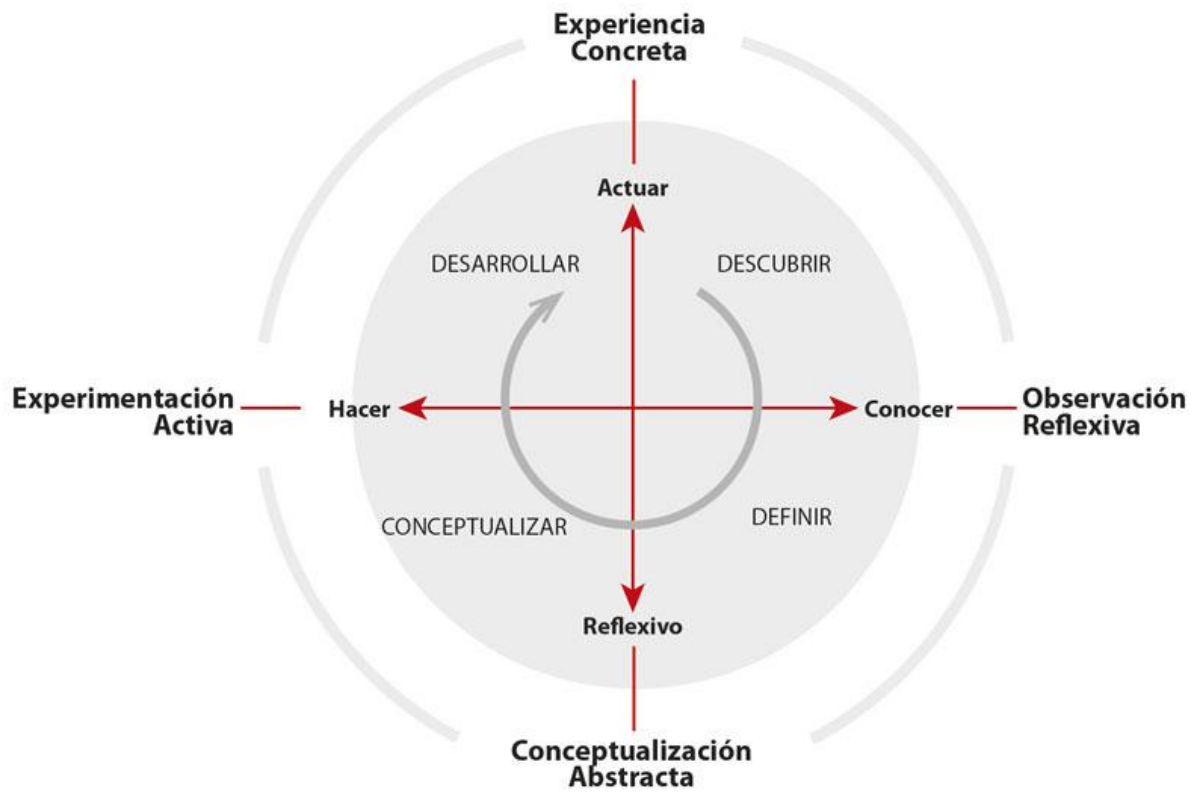 Experiencia
Concreta
Actuar
DESARROLLAR
DESCUBRIR
Experimentación
Activa
Hacer
Conocer
Observación
Reflexiva
CONCEPTUALIZAR
DEFINIR
Reflexivo
Conceptualización
Abstracta